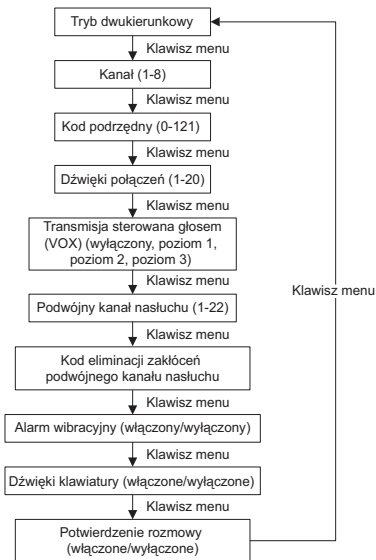 Tryb dwukierunkowy
Klawisz menu
Kanał (1-8)
Klawisz menu
Kod podrzędny (0-121)
Klawisz menu
Dźwięki połączeń (1-20)
Klawisz menu
Transmisja sterowana głosem
(VOX) (wyłączony, poziom 1,
poziom 2, poziom 3)
Klawisz menu
Klawisz menu
Podwójny kanał nasłuchu (1-22)
Klawisz menu
Kod eliminacji zakłóceń
podwójnego kanału nasłuchu
Klawisz menu
Alarm wibracyjny (włączony/wyłączony)
Klawisz menu
Dźwięki klawiatury (włączone/wyłączone)
Klawisz menu
Potwierdzenie rozmowy
(włączone/wyłączone)